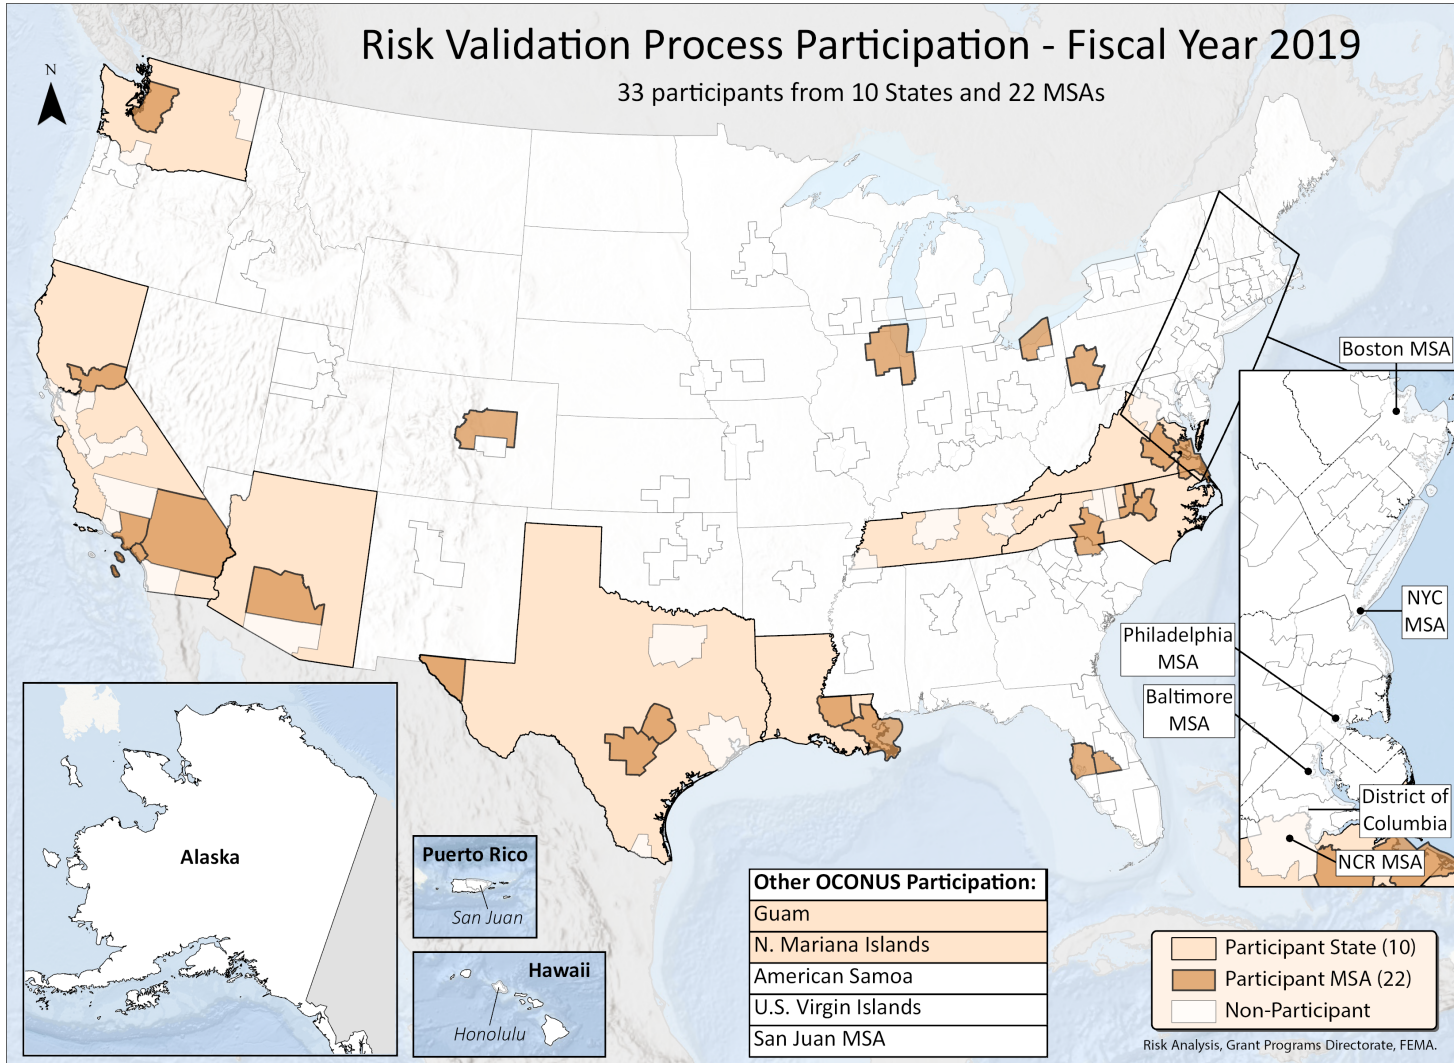 Risk Validation Process Participation - Fiscal Year 2019
33 participants from 10 States and 22 MSAs
N
Boston MSA
NYC
MSA
Philadelphia
MSA
Baltimore
MSA
District of
Columbia
NCR MSA
Alaska
Puerto Rico
San Juan
Hawaii
Honolulu
Other OCONUS Participation:
Guam
N. Mariana Islands
American Samoa
U.S. Virgin Islands
San Juan MSA
Participant State (10)
Participant MSA (22)
Non-Participant
Risk Analysis, Grant Programs Directorate, FEMA.